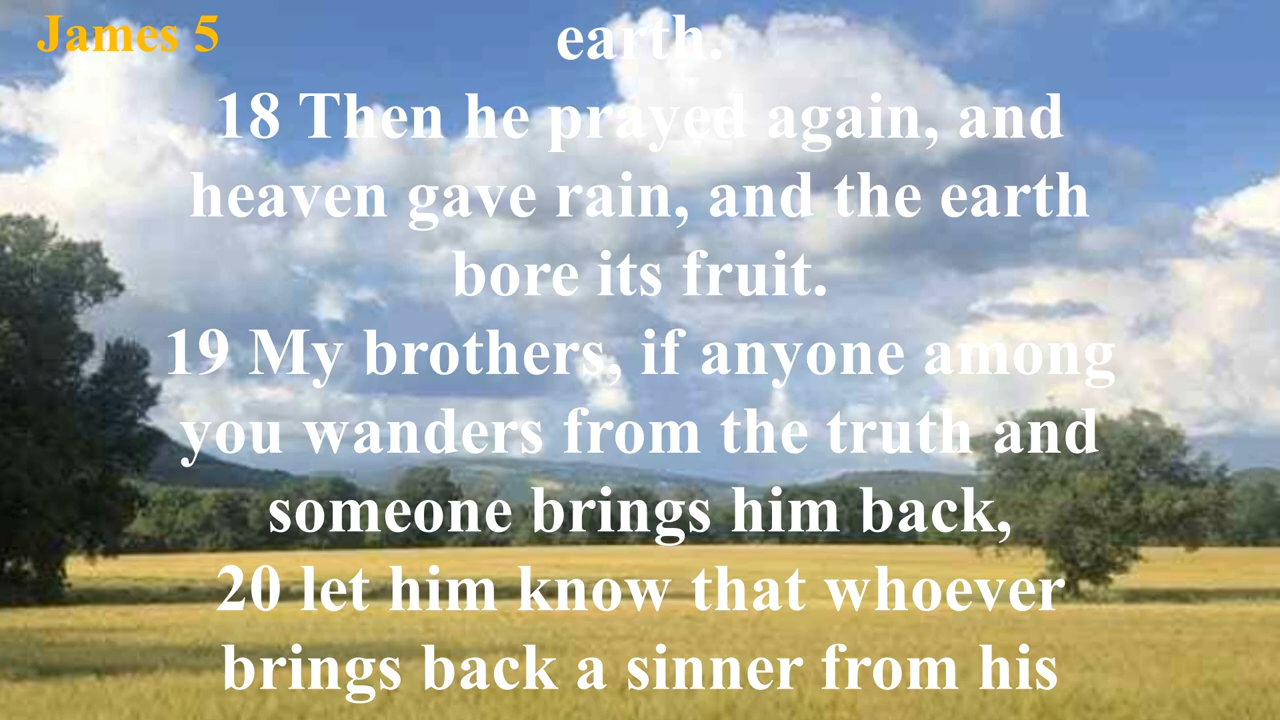 James 5
earth.
18 Then he prayed again, and
heaven gave rain, and the earth
bore its fruit.
19 My brothers, if anyone among
you wanders from the truth and
someone brings him back,
20 let him know that whoever
brings back a sinner from his